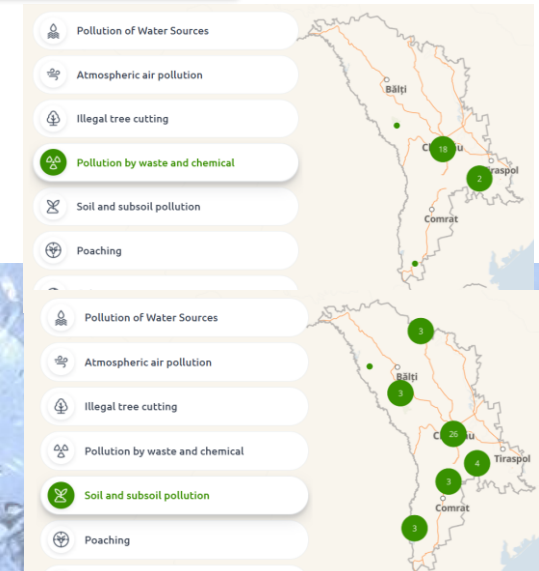 Pollution of Water Sources
Atmospheric air pollution
Illegal tree cutting
Pollution by waste and chemical
Soil and subsoil pollution
Poaching
Bălți
18
2
Comrat
Pollution of Water Sources
Atmospheric air pollution
Illegal tree cutting
Pollution by waste and chemical
Soil and subsoil pollution
Poaching
3
Bălți
3
26
4
Tiraspol
3
Comrat
3